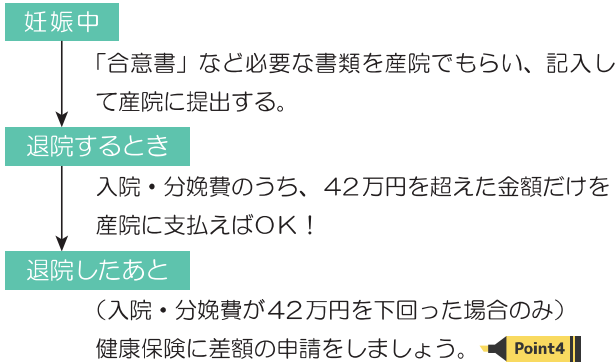 妊娠中
「合意書」など必要な書類を産院でもらい、記入し
て産院に提出する。
退院するとき
入院・分娩費のうち、42万円を超えた金額だけを
産院に支払えばOK！
退院したあと
（入院・分娩費が42万円を下回った場合のみ）
健康保険に差額の申請をしましょう。 Point4